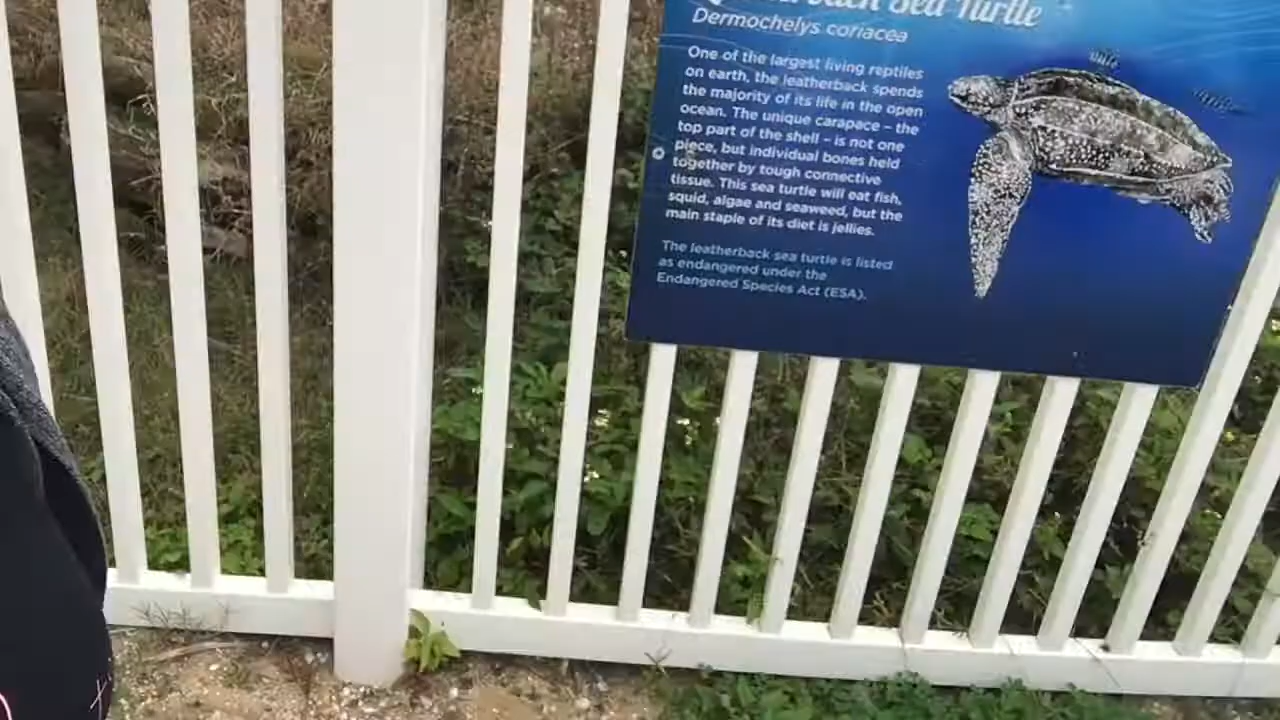 Sea Turtle
Dermochelys coriacea
One of the largest living reptiles
on earth, the leatherback spends
the majority of its life in the open
ocean. The unique carapace – the
top part of the shell – is not one
piece, but individual bones held
together by tough connective
tissue. This sea turtle will eat fish,
squid, algae and seaweed, but the
main staple of its diet is jellies.
The leatherback sea turtle is listed
as endangered under the
Endangered Species Act (ESA).